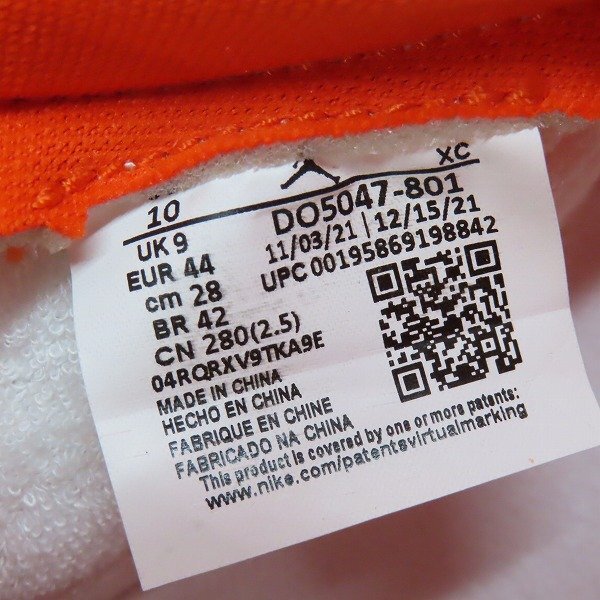 10 XC
UK 9 DO5047-801
EUR 44 11/03/21 | 12/15/21
cm 28 UPC 00195869198842
BR 42
CN 280(2.5)
04RQRXV9TKA9E
MADE IN CHINA
HECHO EN CHINA
FABRIQUE EN CHINE
FABRICADO NA CHINA
This product is covered by one or more patents:
www.nike.com/patentsvirtualmarking